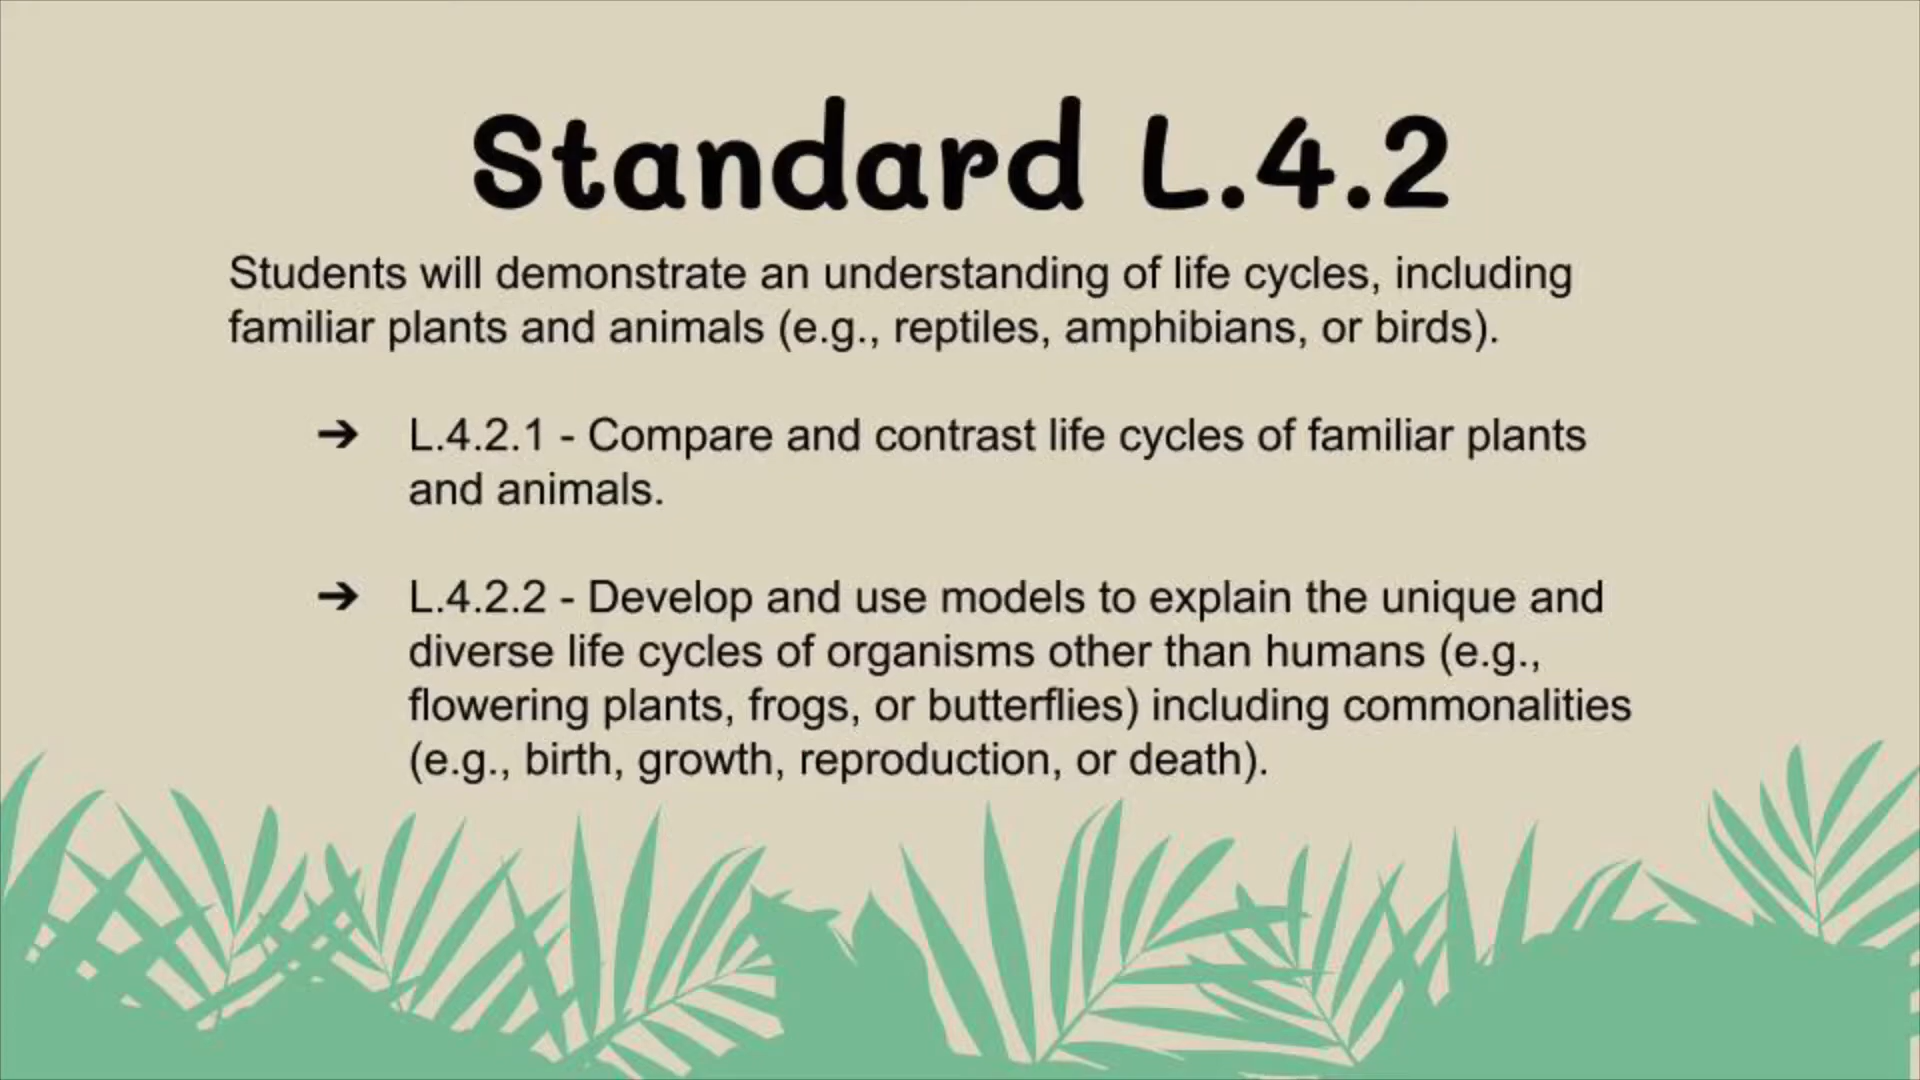 Standard L.4.2
Students will demonstrate an understanding of life cycles, including
familiar plants and animals (e.g., reptiles, amphibians, or birds).
➔ L.4.2.1 - Compare and contrast life cycles of familiar plants
and animals.
➔ L.4.2.2 - Develop and use models to explain the unique and
diverse life cycles of organisms other than humans (e.g.,
flowering plants, frogs, or butterflies) including commonalities
(e.g., birth, growth, reproduction, or death).